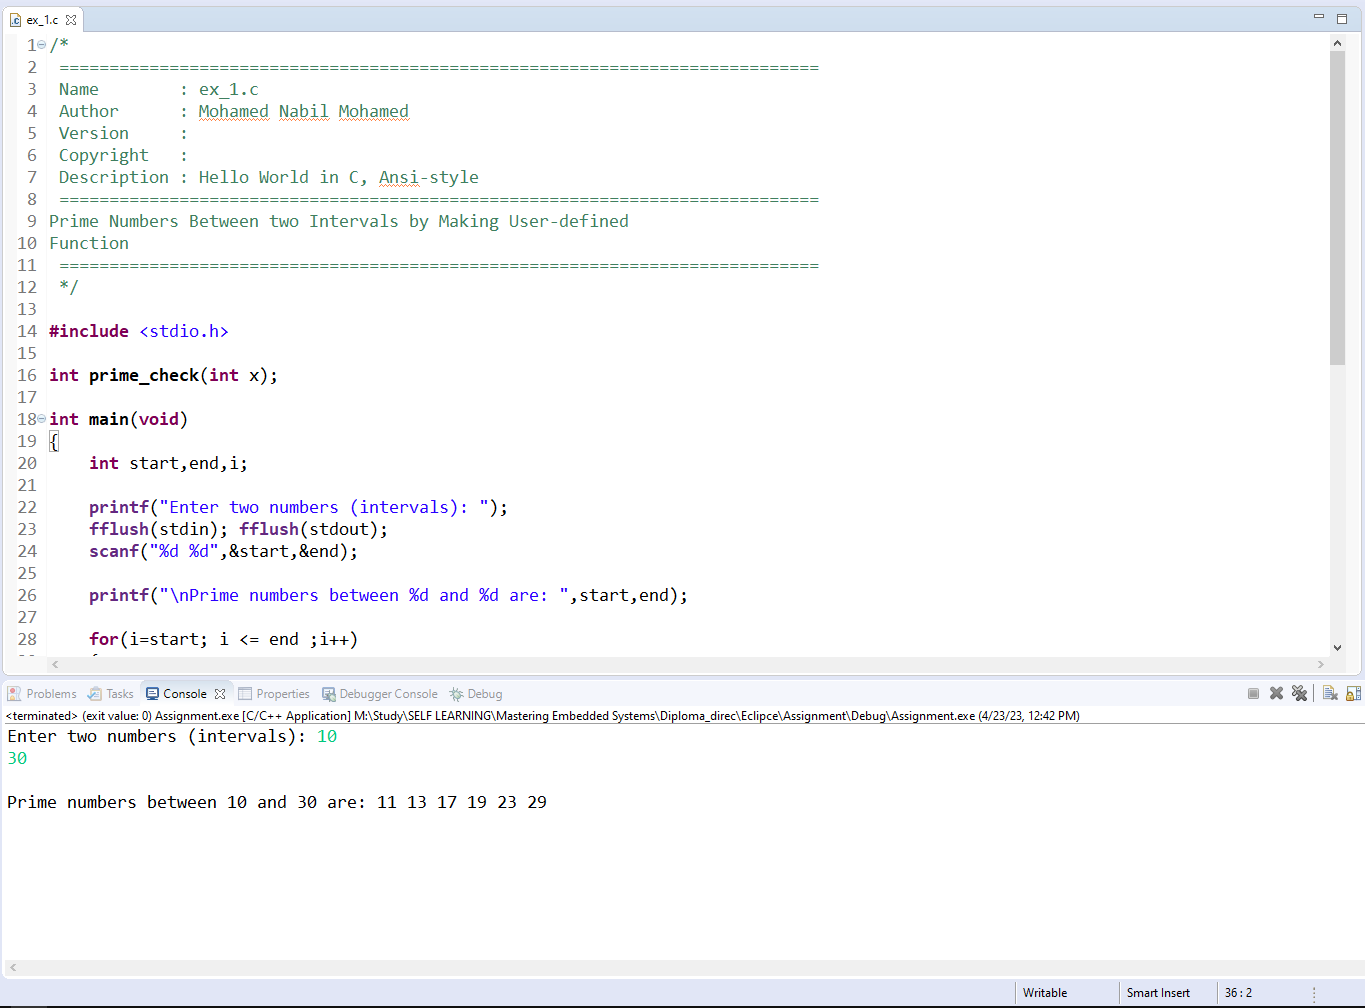 ex_1.c
1 /*
2 ============================================================================
3 Name        : ex_1.c
4 Author      : Mohamed Nabil Mohamed
5 Version     :
6 Copyright   :
7 Description : Hello World in C, Ansi-style
8 ============================================================================
9 Prime Numbers Between two Intervals by Making User-defined
10 Function
11 ============================================================================
12 */
13
14 #include <stdio.h>
15
16 int prime_check(int x);
17
18 int main(void)
19 {
20     int start,end,i;
21
22     printf("Enter two numbers (intervals): ");
23     fflush(stdin); fflush(stdout);
24     scanf("%d %d",&start,&end);
25
26     printf("\nPrime numbers between %d and %d are: ",start,end);
27
28     for(i=start; i <= end ;i++)
Problems Tasks Console Properties Debugger Console Debug
<terminated> (exit value: 0) Assignment.exe [C/C++ Application] M:\Study\SELF LEARNING\Mastering Embedded Systems\Diploma_direc\Eclipce\Assignment\Debug\Assignment.exe (4/23/23, 12:42 PM)
Enter two numbers (intervals): 10
30
Prime numbers between 10 and 30 are: 11 13 17 19 23 29
Writable Smart Insert 36 : 2